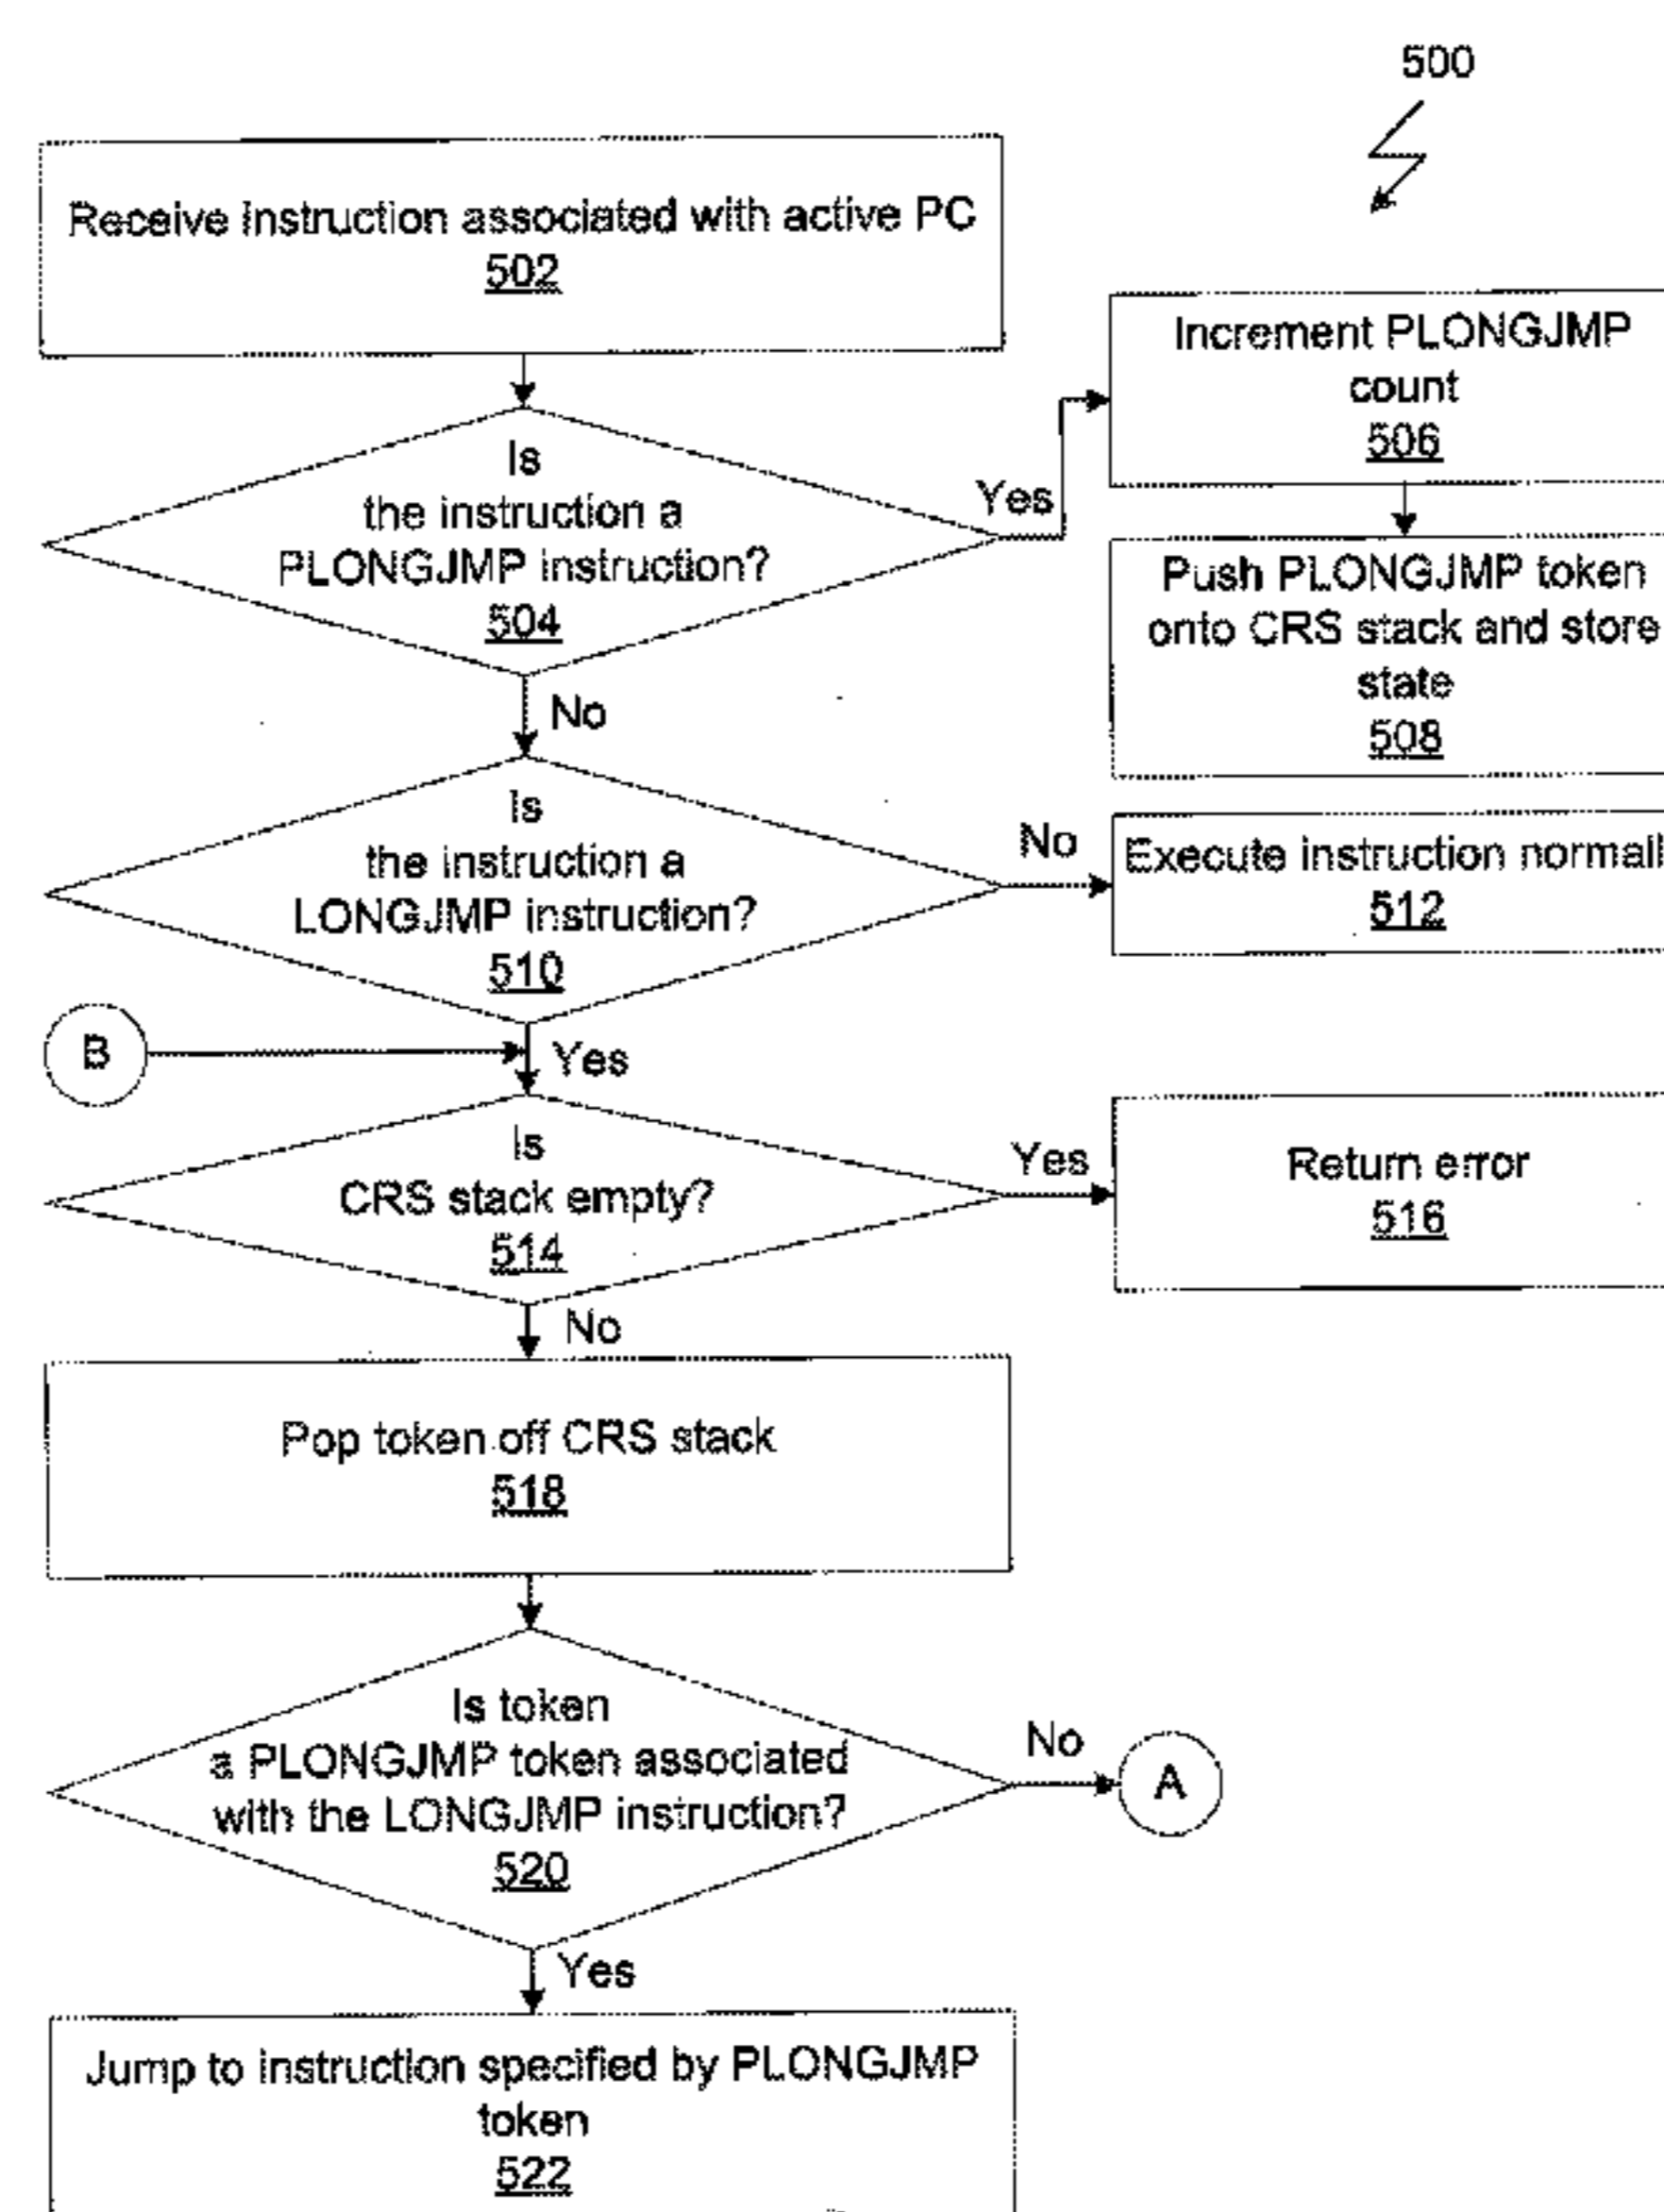 500
Receive instruction associated with active PC
502
Increment PLONGJMP
count
506
Is
the instruction a
PLONGJMP instruction?
504
Yes
Push PLONGJMP token
onto CRS stack and store
state
508
No
Is
the instruction a
LONGJMP instruction?
510
No
Execute instruction normall
512
B
Yes
Is
CRS stack empty?
514
Yes
Return error
516
No
Pop token off CRS stack
518
Is token
a PLONGJMP token associated
with the LONGJMP instruction?
520
No
A
Yes
Jump to instruction specified by PLONGJMP
token
522